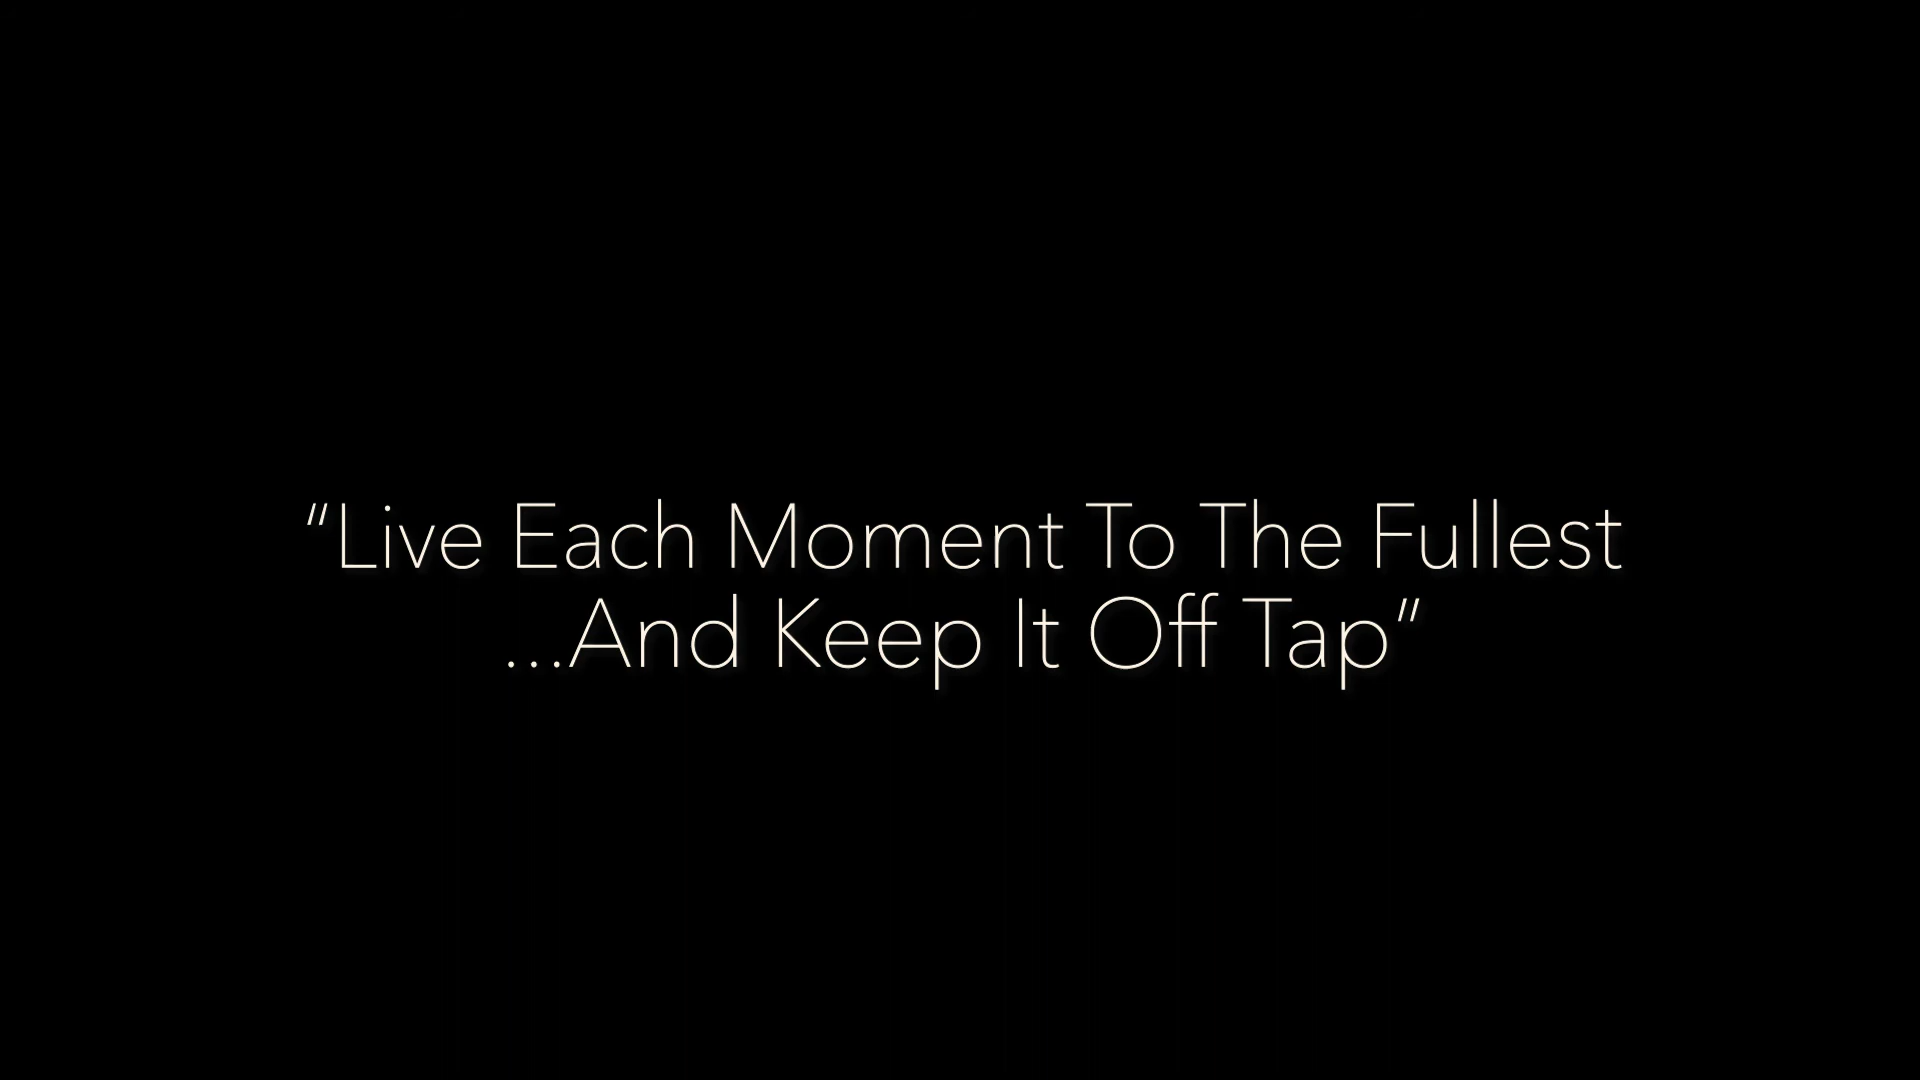 “Live Each Moment To The Fullest
...And Keep It Off Tap”